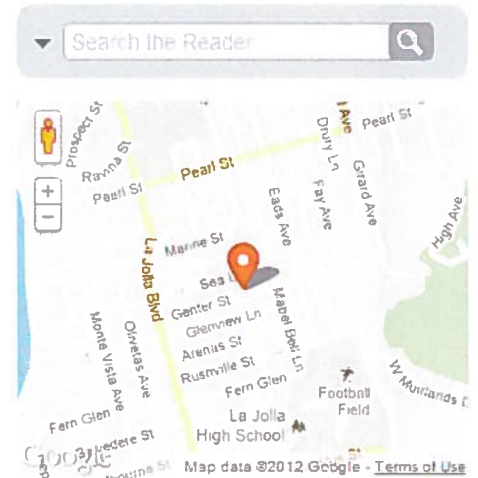 Search the Reader
Prospect St
Ravina St
Pearl St
Pearl St
Pearl St
Ave
Drury Ln
Fay Ave
Girard Ave
High Ave
Eads Ave
Marine St
La Jolla Blvd
Sea L
Genter St
Glenview Ln
Arenas St
Rushville St
Fern Glen
Mabel Bell Ln
Monte Vista Ave
Olivetas Ave
Football
Field
W Muirlands
La Jolla
High School
Fern Glen
vedere St
Google
Map data ©2012 Google - Terms of Use